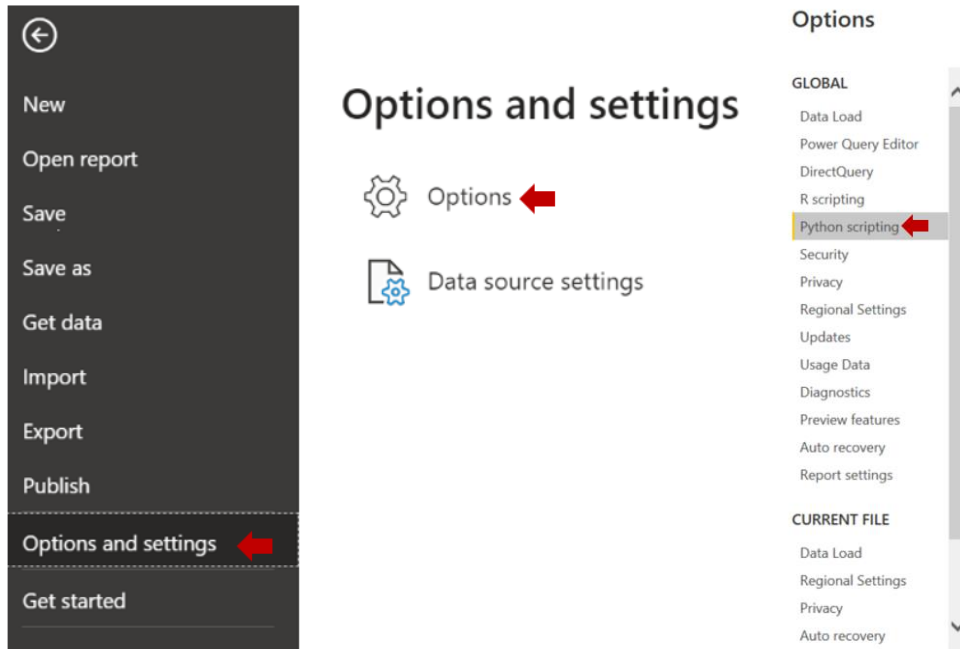 New
Open report
Save
Save as
Get data
Import
Export
Publish
Options and settings
Get started
Options and settings
Options
Data source settings
Options
GLOBAL
Data Load
Power Query Editor
DirectQuery
R scripting
Python scripting
Security
Privacy
Regional Settings
Updates
Usage Data
Diagnostics
Preview features
Auto recovery
Report settings
CURRENT FILE
Data Load
Regional Settings
Privacy
Auto recovery